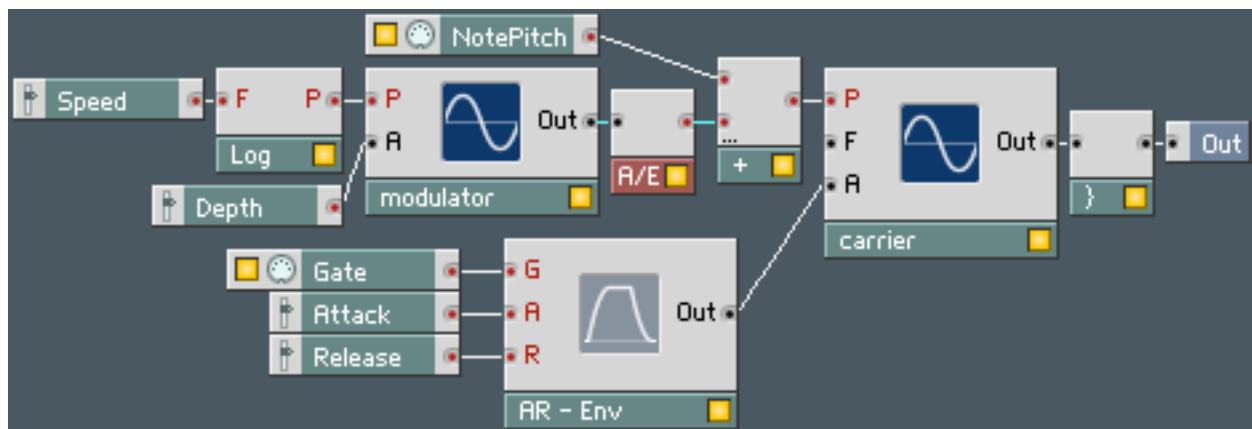 NotePitch
Speed
F P
Log
P
A
Out
modulator
Depth
A/E
...
+
P
F
A
Out
carrier
}
Out
Gate
Attack
Release
G
A
R
Out
AR - Env